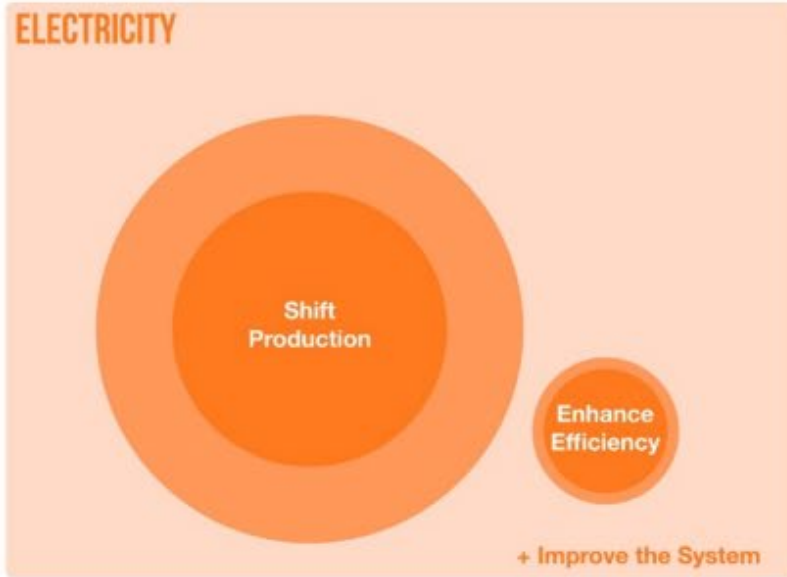 ELECTRICITY
Shift
Production
Enhance
Efficiency
+ Improve the System